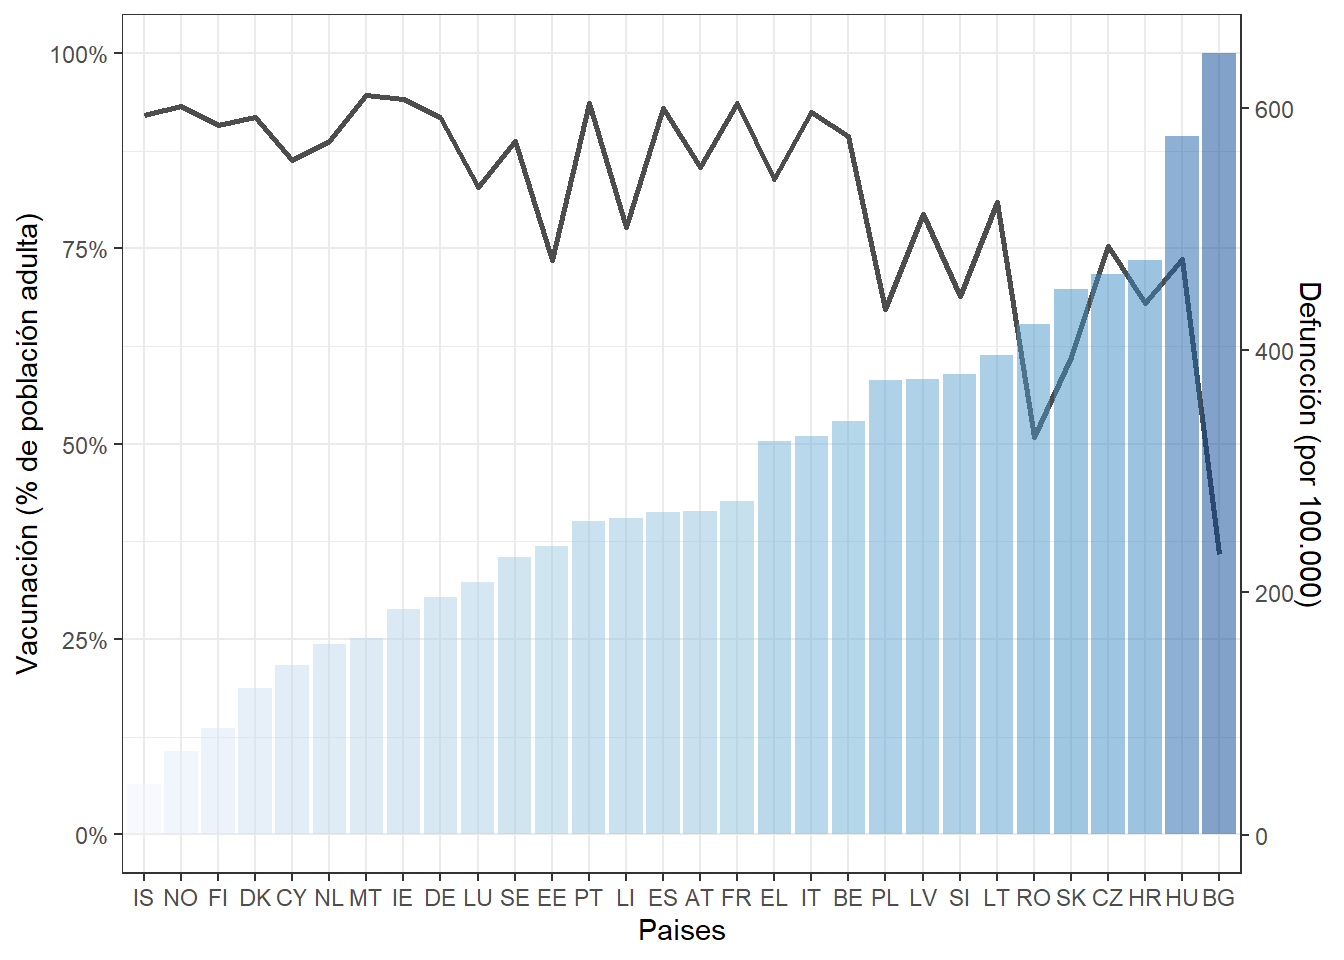 Vacunación (% de población adulta)
100%
75%
50%
25%
0%
600
400
200
0
Defuncción (por 100.000)
IS NO FI DK CY NL MT IE DE LU SE EE PT LI ES AT FR EL IT BE PL LV SI LT RO SK CZ HR HU BG
Paises